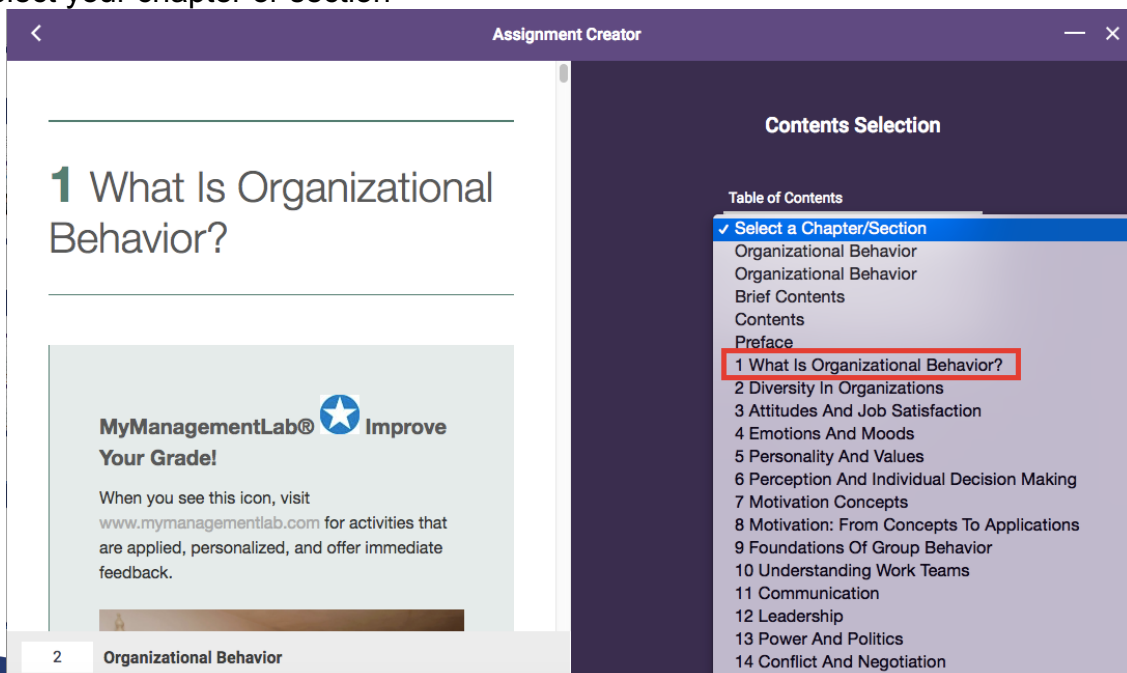 Assignment Creator
1 What Is Organizational
Behavior?
MyManagementLab® Improve
Your Grade!
When you see this icon, visit
www.mymanagementlab.com for activities that
are applied, personalized, and offer immediate
feedback.
2 Organizational Behavior
Contents Selection
Table of Contents
✓ Select a Chapter/Section
Organizational Behavior
Organizational Behavior
Brief Contents
Contents
Preface
1 What Is Organizational Behavior?
2 Diversity In Organizations
3 Attitudes And Job Satisfaction
4 Emotions And Moods
5 Personality And Values
6 Perception And Individual Decision Making
7 Motivation Concepts
8 Motivation: From Concepts To Applications
9 Foundations Of Group Behavior
10 Understanding Work Teams
11 Communication
12 Leadership
13 Power And Politics
14 Conflict And Negotiation